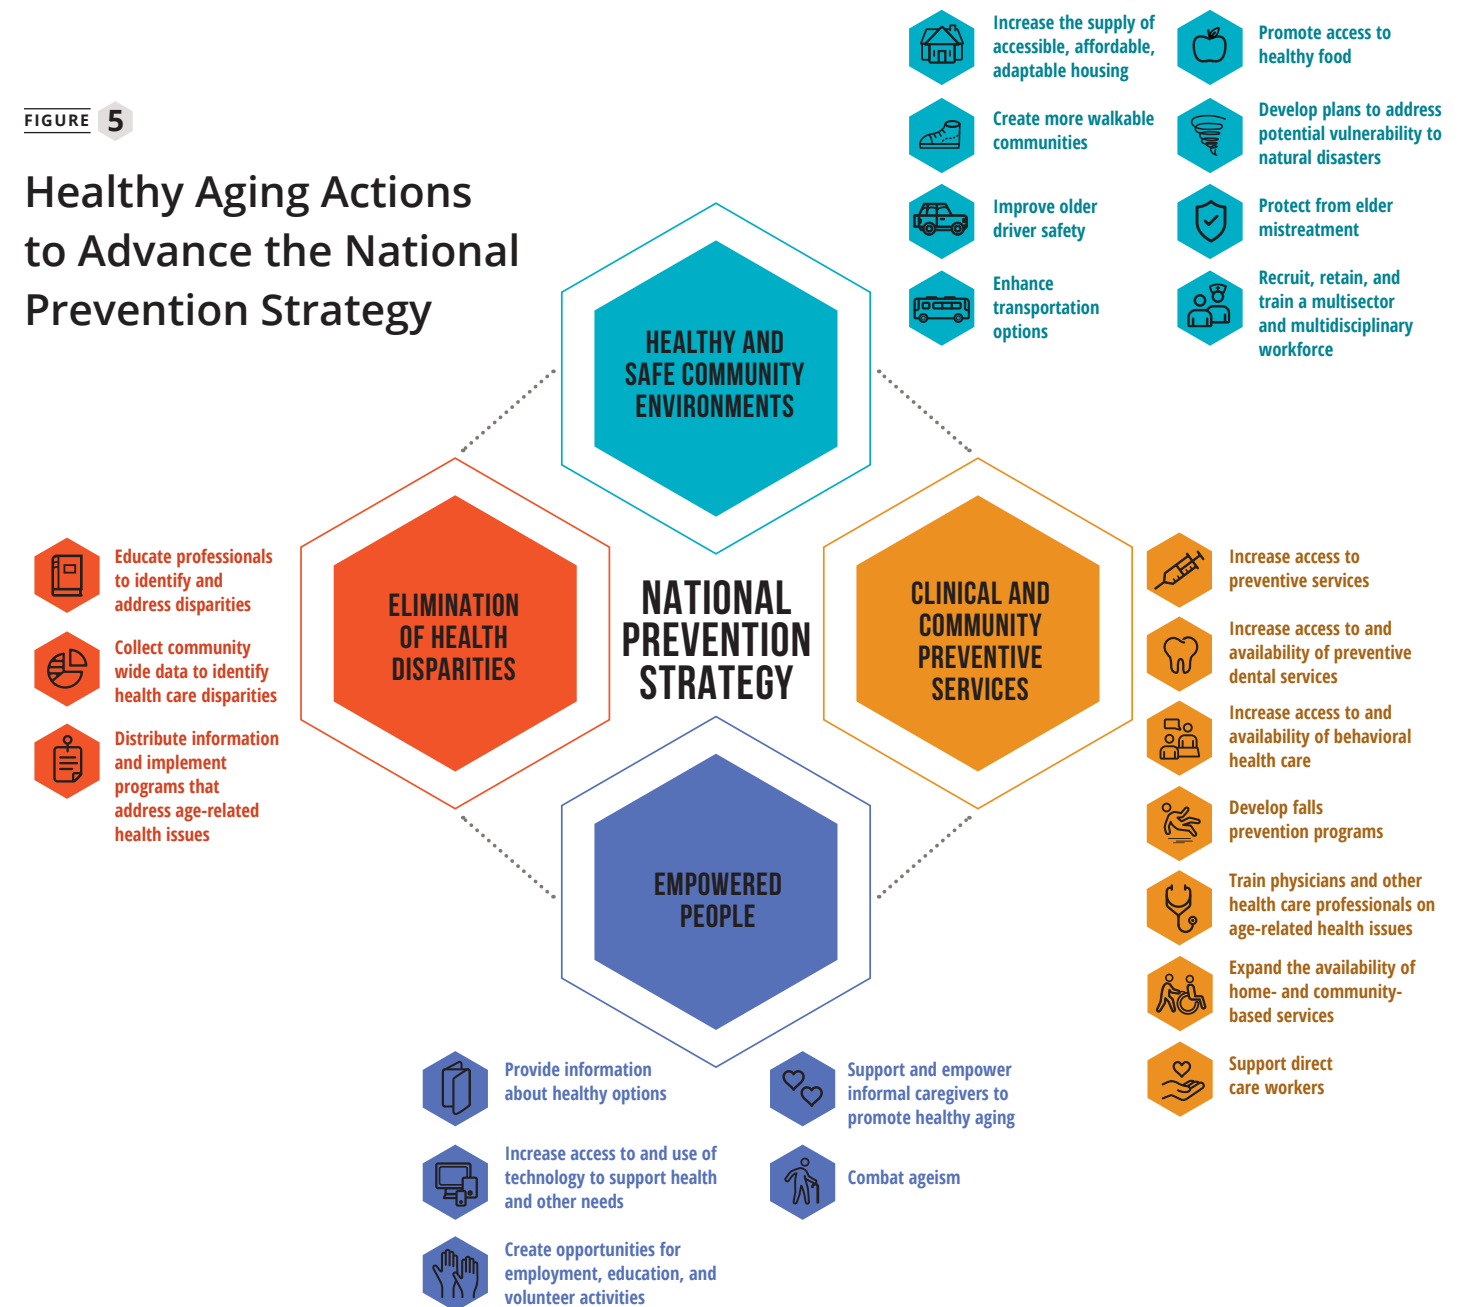 FIGURE 5
Healthy Aging Actions
to Advance the National
Prevention Strategy
Increase the supply of
accessible, affordable,
adaptable housing
Create more walkable
communities
Improve older
driver safety
Enhance
transportation
options
Promote access to
healthy food
Develop plans to address
potential vulnerability to
natural disasters
Protect from elder
mistreatment
Recruit, retain, and
train a multisector
and multidisciplinary
workforce
HEALTHY AND
SAFE COMMUNITY
ENVIRONMENTS
Educate professionals
to identify and
address disparities
Collect community
wide data to identify
health care disparities
Distribute information
and implement
programs that
address age-related
health issues
ELIMINATION
OF HEALTH
DISPARITIES
NATIONAL
PREVENTION
STRATEGY
CLINICAL AND
COMMUNITY
PREVENTIVE
SERVICES
Increase access to
preventive services
Increase access to and
availability of preventive
dental services
Increase access to and
availability of behavioral
health care
Develop falls
prevention programs
Train physicians and other
health care professionals on
age-related health issues
Expand the availability of
home- and community-
based services
Support direct
care workers
EMPOWERED
PEOPLE
Provide information
about healthy options
Increase access to and use of
technology to support health
and other needs
Create opportunities for
employment, education, and
volunteer activities
Support and empower
informal caregivers to
promote healthy aging
Combat ageism